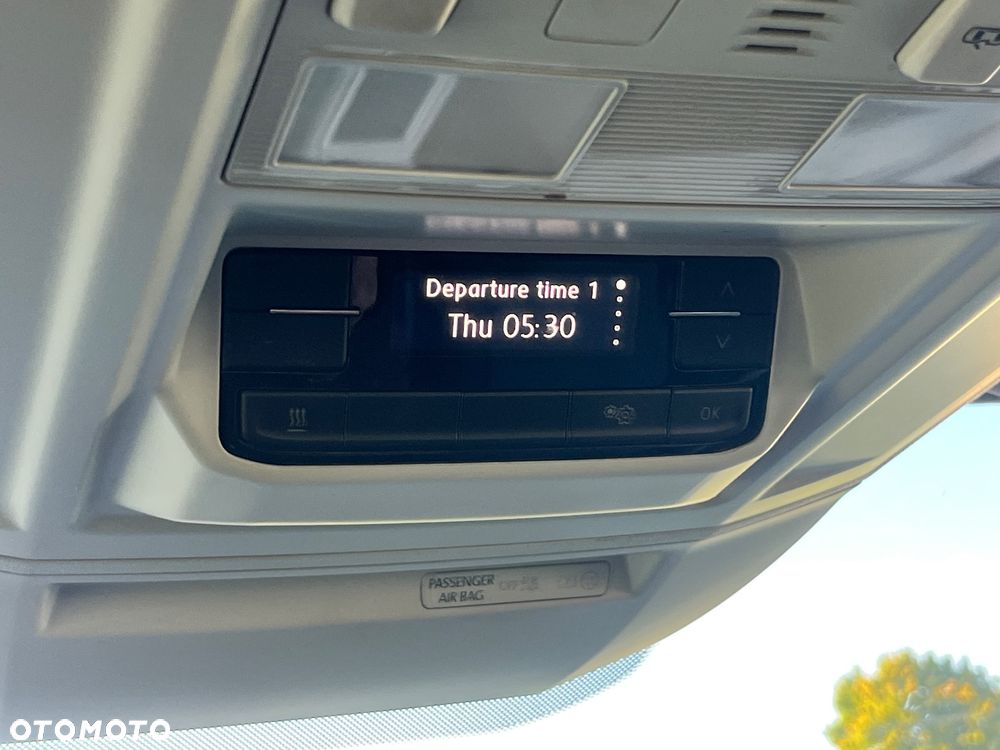 Departure time 1
Thu 05:30
OK
PASSENGER
AIR BAG
OTOMOTO